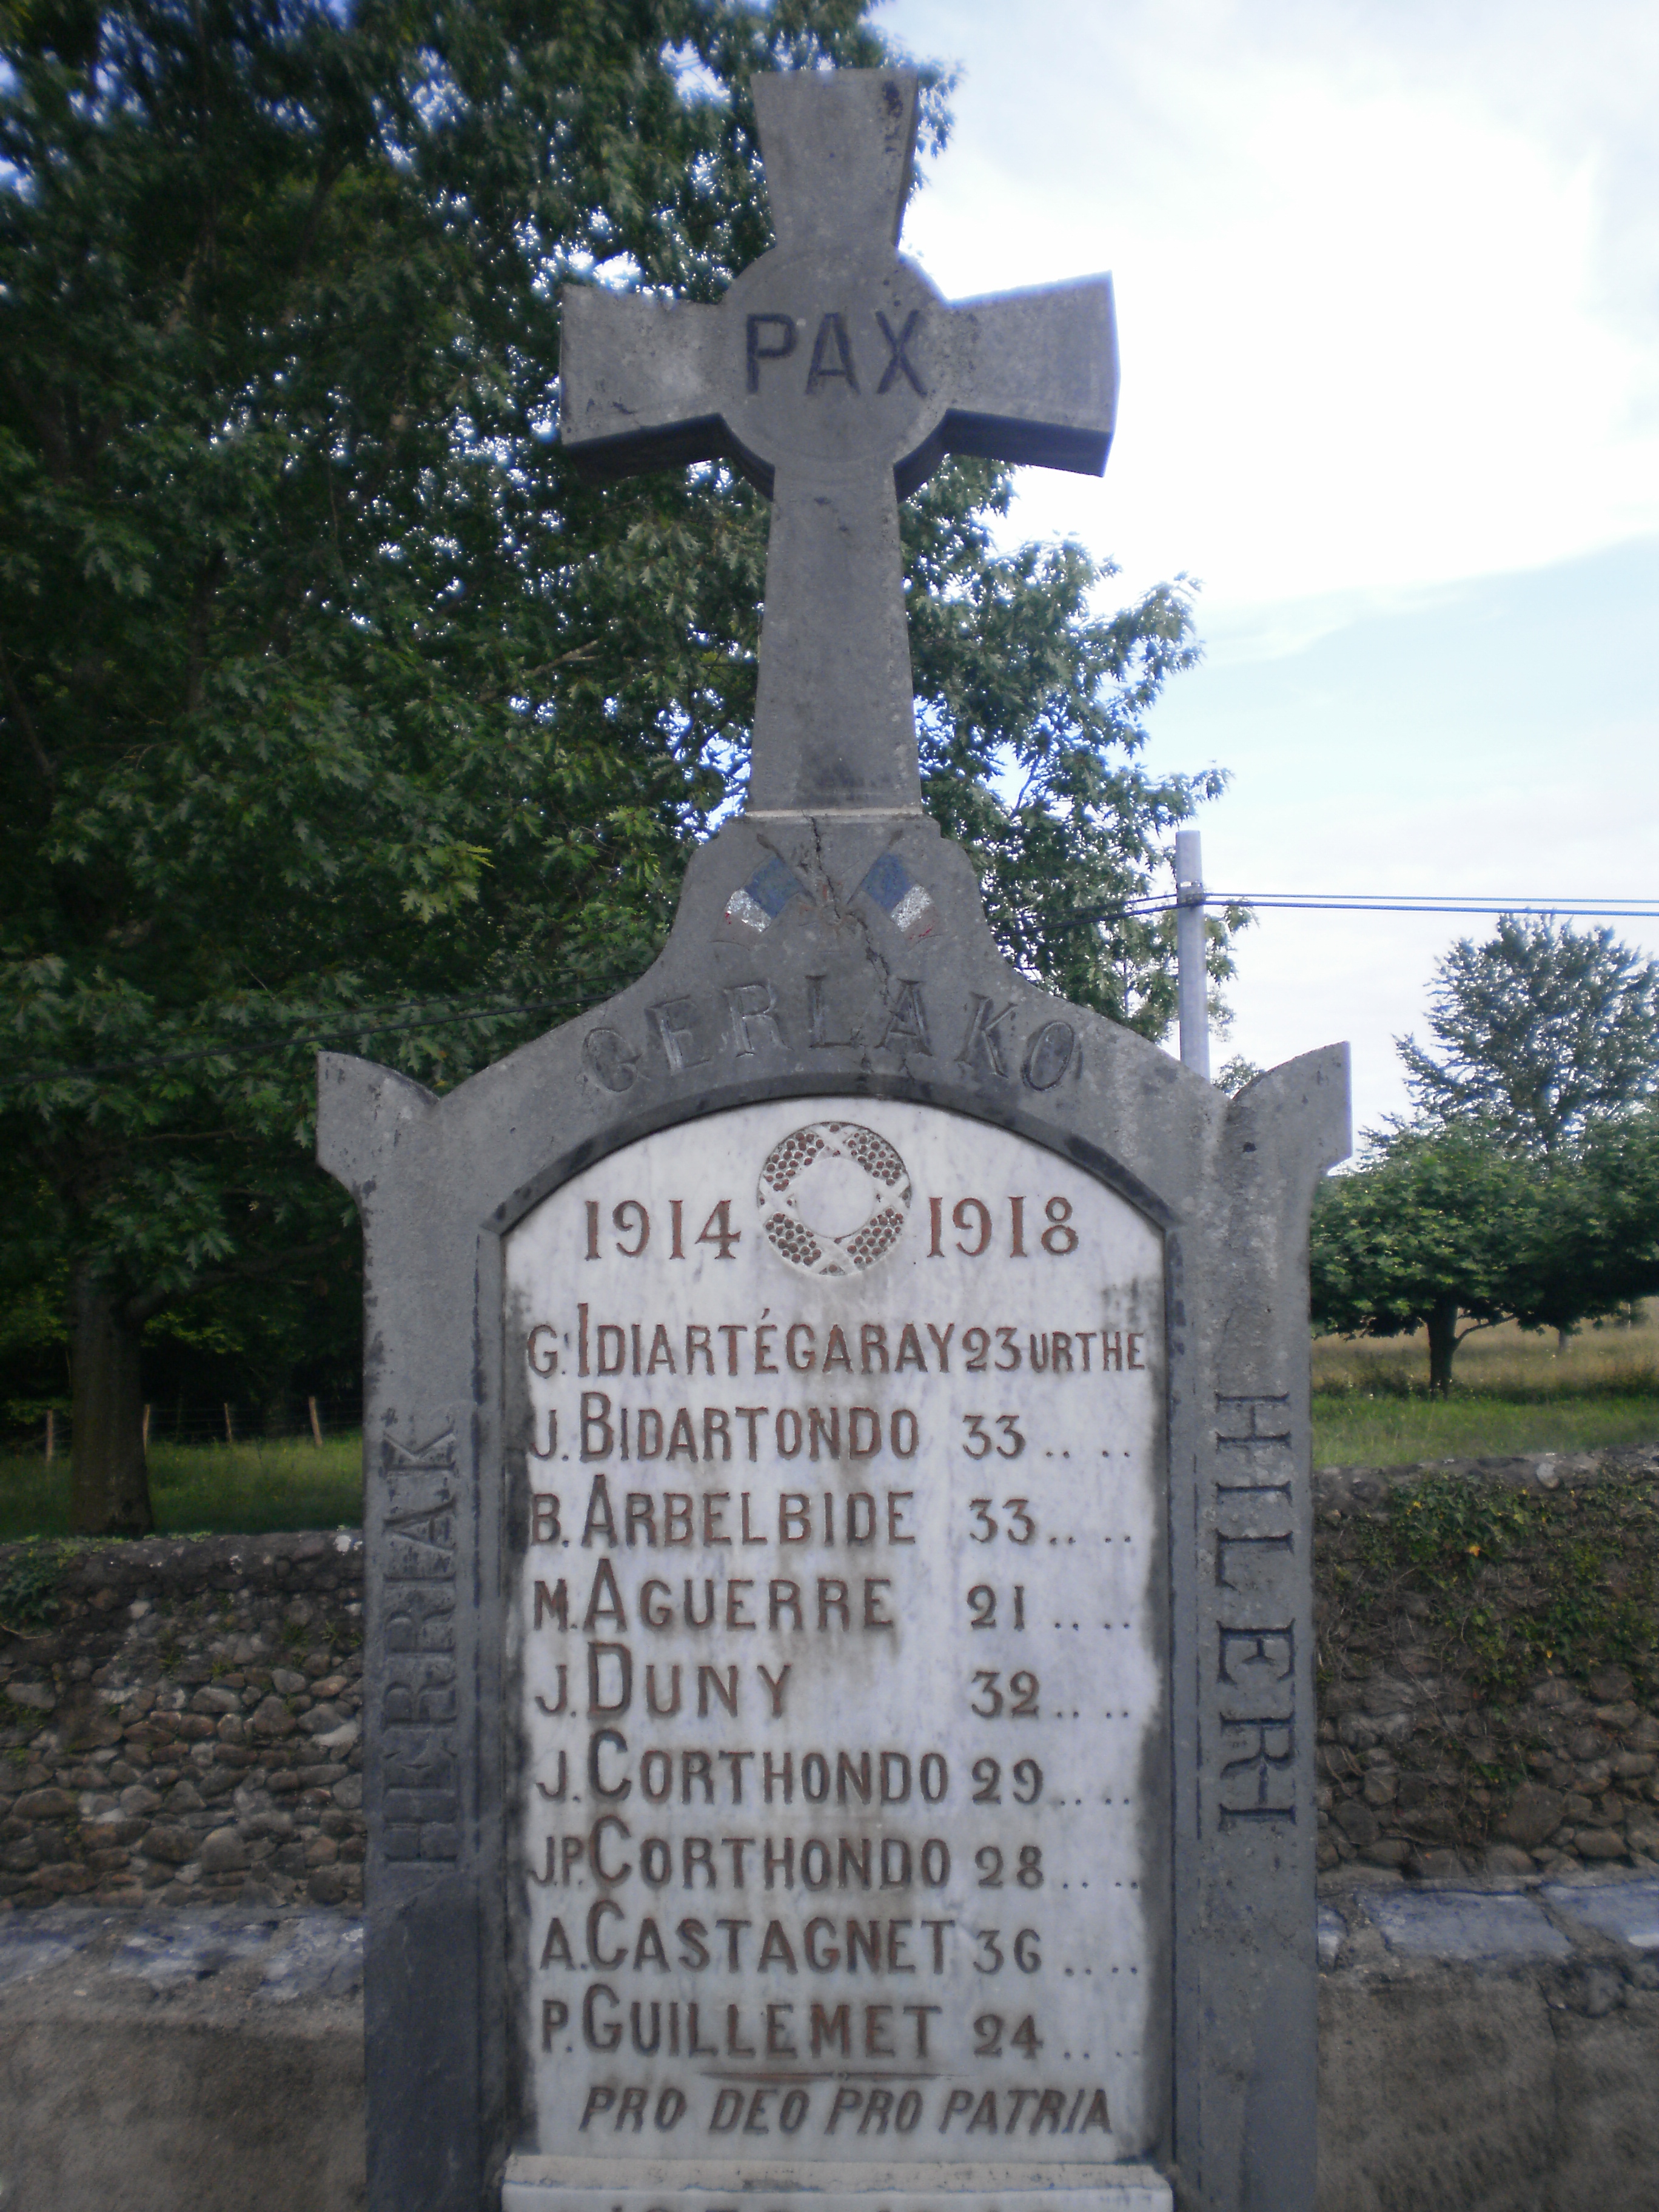 PAX
GERLAKO
HERRIAK
HILERI
1914 1918
G. IDIARTÉGARAY 23 URTHE
J. BIDARTONDO 33 .. ..
B. ARBELBIDE 33 .. ..
M. AGUERRE 21 .. ..
J. DUNY 32 .. ..
J. CORTHONDO 29 .. ..
J.P. CORTHONDO 28 .. ..
A. CASTAGNET 36 .. ..
P. GUILLEMET 24 .. ..
PRO DEO PRO PATRIA